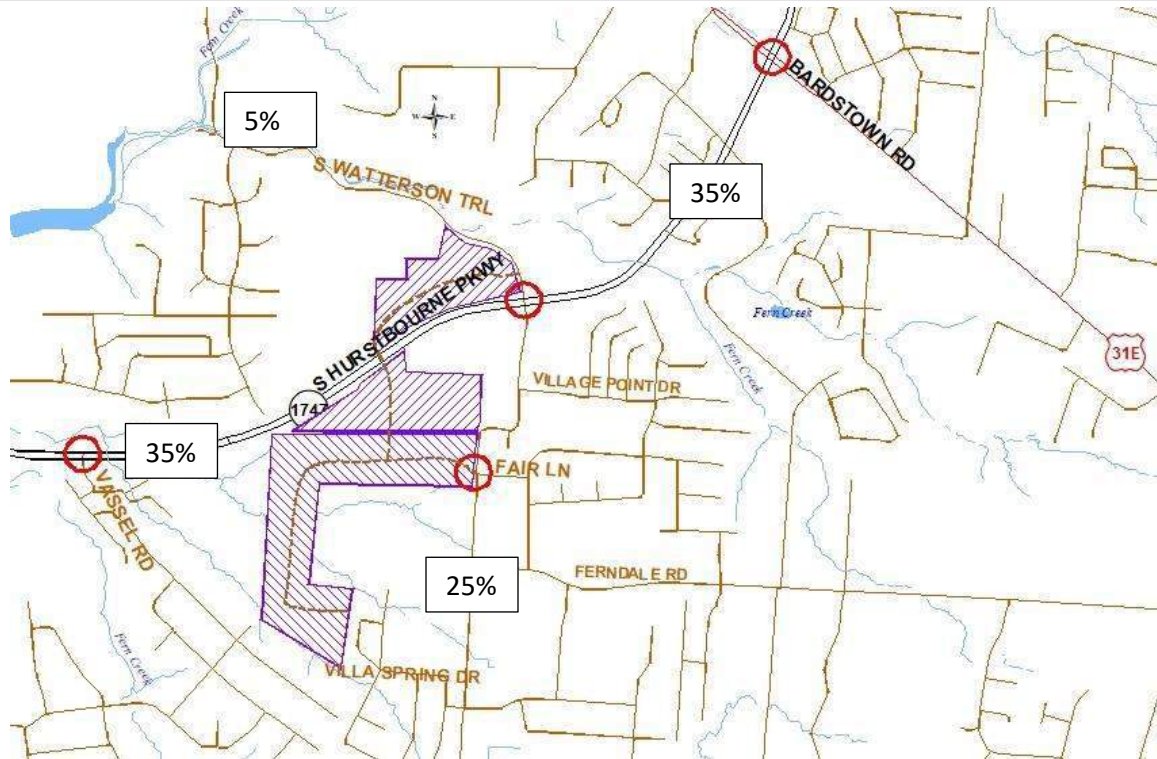 Fern Creek
5%
N
W E
S
S WATTERSON TRL
BARDSTOWN RD
35%
S HURSTBOURNE PKWY
Fern Creek
31E
Fern Creek
VILLAGE POINT DR
1747
35%
FAIR LN
VASSEL RD
25%
FERNDALE RD
Fern Creek
VILLA SPRING DR